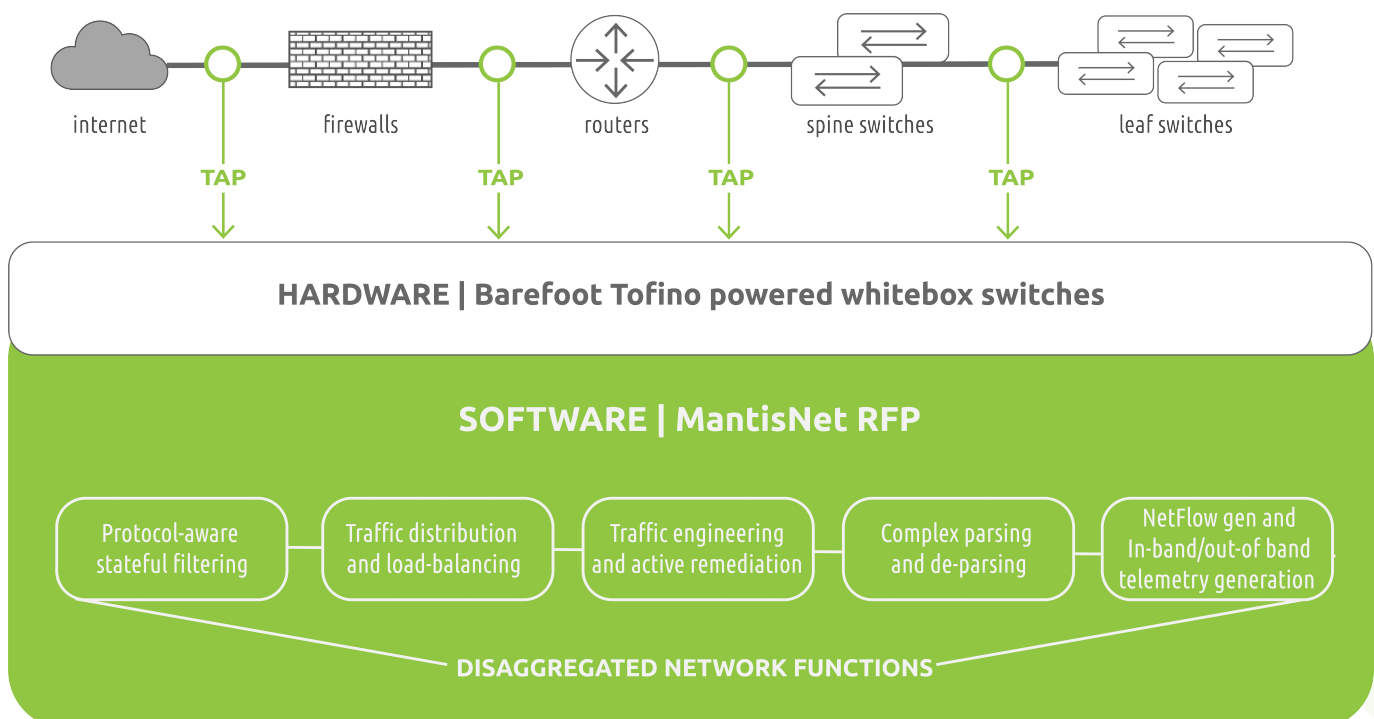 internet
firewalls
routers
spine switches
leaf switches
TAP
TAP
TAP
TAP
HARDWARE | Barefoot Tofino powered whitebox switches
SOFTWARE | MantisNet RFP
Protocol-aware
stateful filtering
Traffic distribution
and load-balancing
Traffic engineering
and active remediation
Complex parsing
and de-parsing
NetFlow gen and
In-band/out-of band
telemetry generation
DISAGGREGATED NETWORK FUNCTIONS